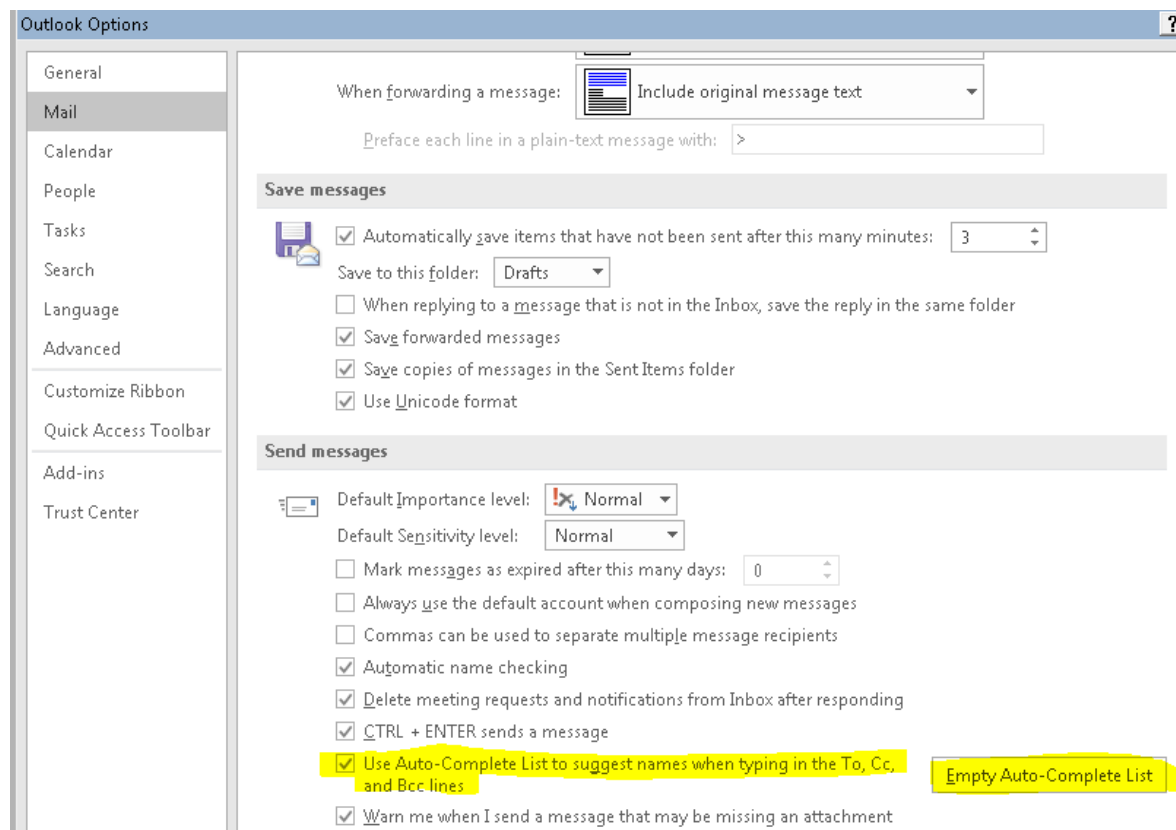 Outlook Options
?
General
Mail
Calendar
People
Tasks
Search
Language
Advanced
Customize Ribbon
Quick Access Toolbar
Add-ins
Trust Center
When forwarding a message: Include original message text
Preface each line in a plain-text message with: >
Save messages
Automatically save items that have not been sent after this many minutes: 3
Save to this folder: Drafts
When replying to a message that is not in the Inbox, save the reply in the same folder
Save forwarded messages
Save copies of messages in the Sent Items folder
Use Unicode format
Send messages
Default Importance level: Normal
Default Sensitivity level: Normal
Mark messages as expired after this many days: 0
Always use the default account when composing new messages
Commas can be used to separate multiple message recipients
Automatic name checking
Delete meeting requests and notifications from Inbox after responding
CTRL + ENTER sends a message
Use Auto-Complete List to suggest names when typing in the To, Cc,
and Bcc lines
Empty Auto-Complete List
Warn me when I send a message that may be missing an attachment